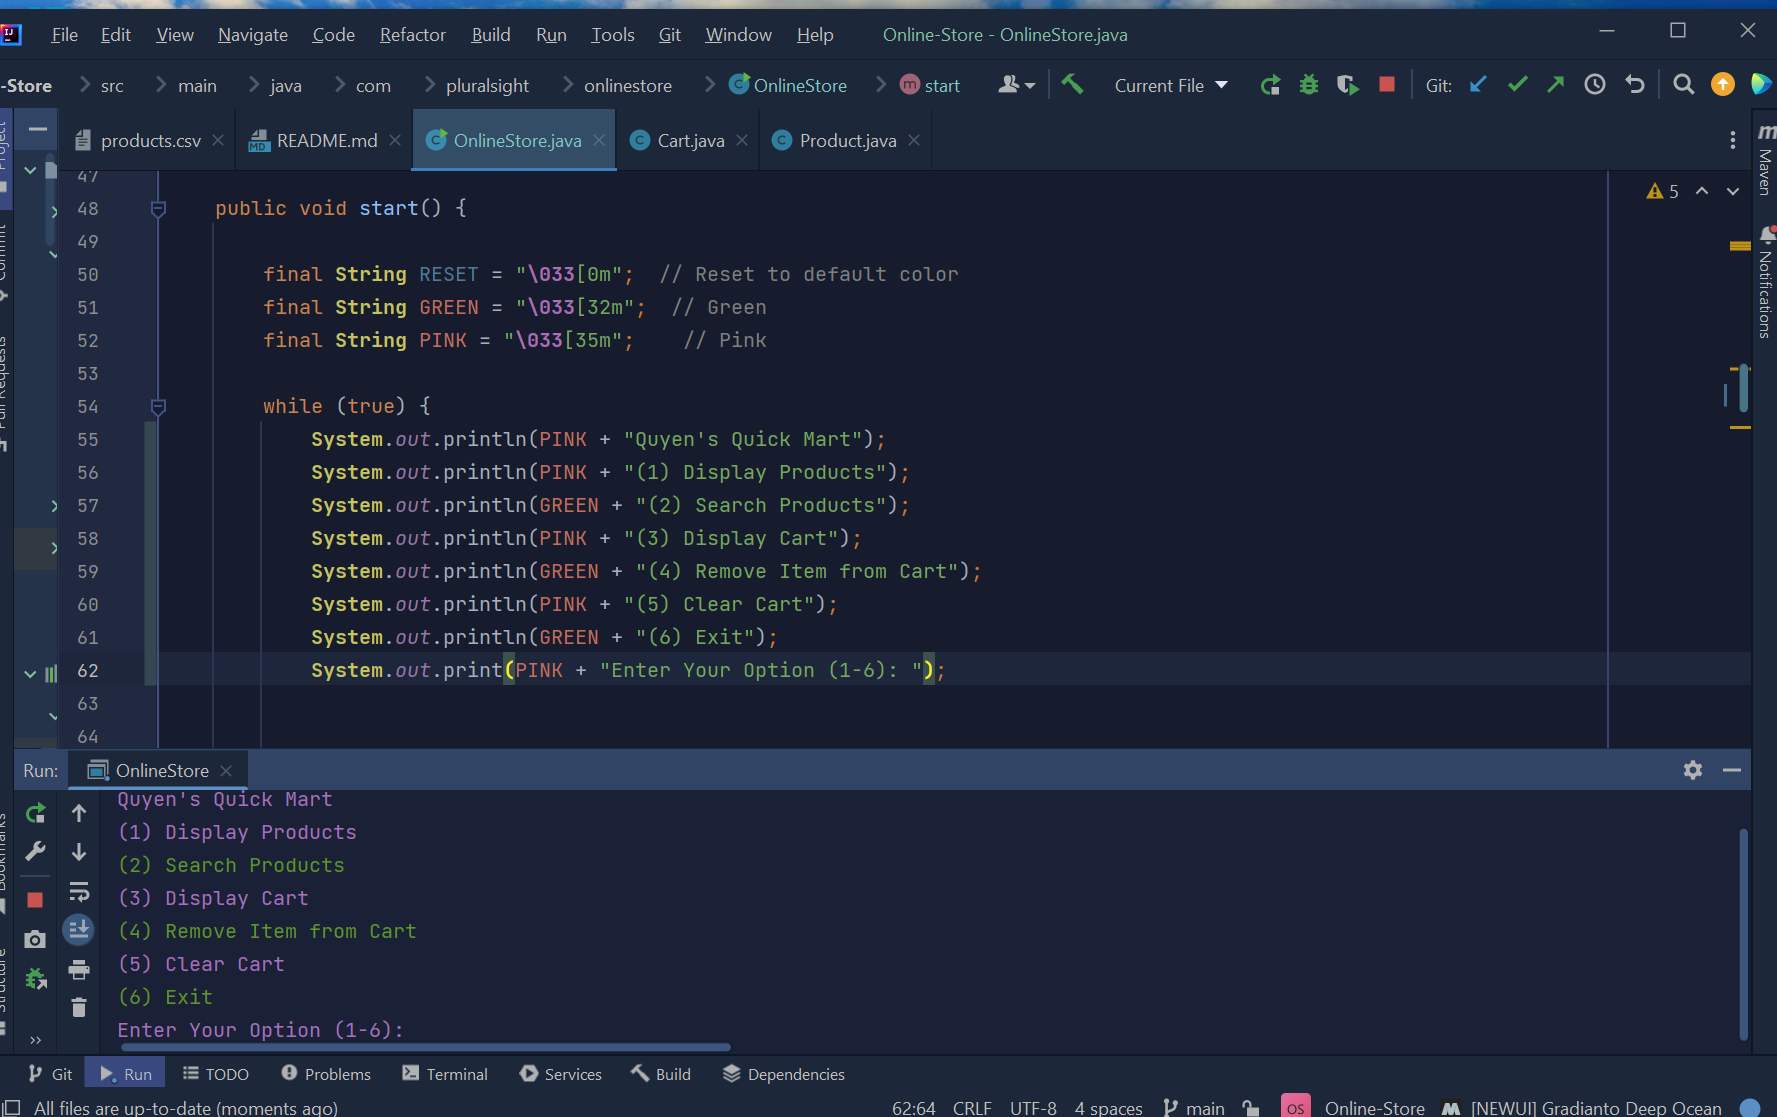 File Edit View Navigate Code Refactor Build Run Tools Git Window Help Online-Store - OnlineStore.java
-Store src main java com pluralsight onlinestore OnlineStore m start Current File Git:
products.csv MD README.md C OnlineStore.java C Cart.java C Product.java
47
48 public void start() {
49
50 final String RESET = "\033[0m"; // Reset to default color
51 final String GREEN = "\033[32m"; // Green
52 final String PINK = "\033[35m"; // Pink
53
54 while (true) {
55 System.out.println(PINK + "Quyen's Quick Mart");
56 System.out.println(PINK + "(1) Display Products");
57 System.out.println(GREEN + "(2) Search Products");
58 System.out.println(PINK + "(3) Display Cart");
59 System.out.println(GREEN + "(4) Remove Item from Cart");
60 System.out.println(PINK + "(5) Clear Cart");
61 System.out.println(GREEN + "(6) Exit");
62 System.out.print(PINK + "Enter Your Option (1-6): ");
63
64
5
m Maven
Notifications
Project
Commit
Pull Requests
Bookmarks
Structure
Run: OnlineStore
Quyen's Quick Mart
(1) Display Products
(2) Search Products
(3) Display Cart
(4) Remove Item from Cart
(5) Clear Cart
(6) Exit
Enter Your Option (1-6):
Git Run TODO Problems Terminal Services Build Dependencies
All files are up-to-date (moments ago) 62:64 CRLF UTF-8 4 spaces main OS Online-Store M [NEWUI] Gradianto Deep Ocean